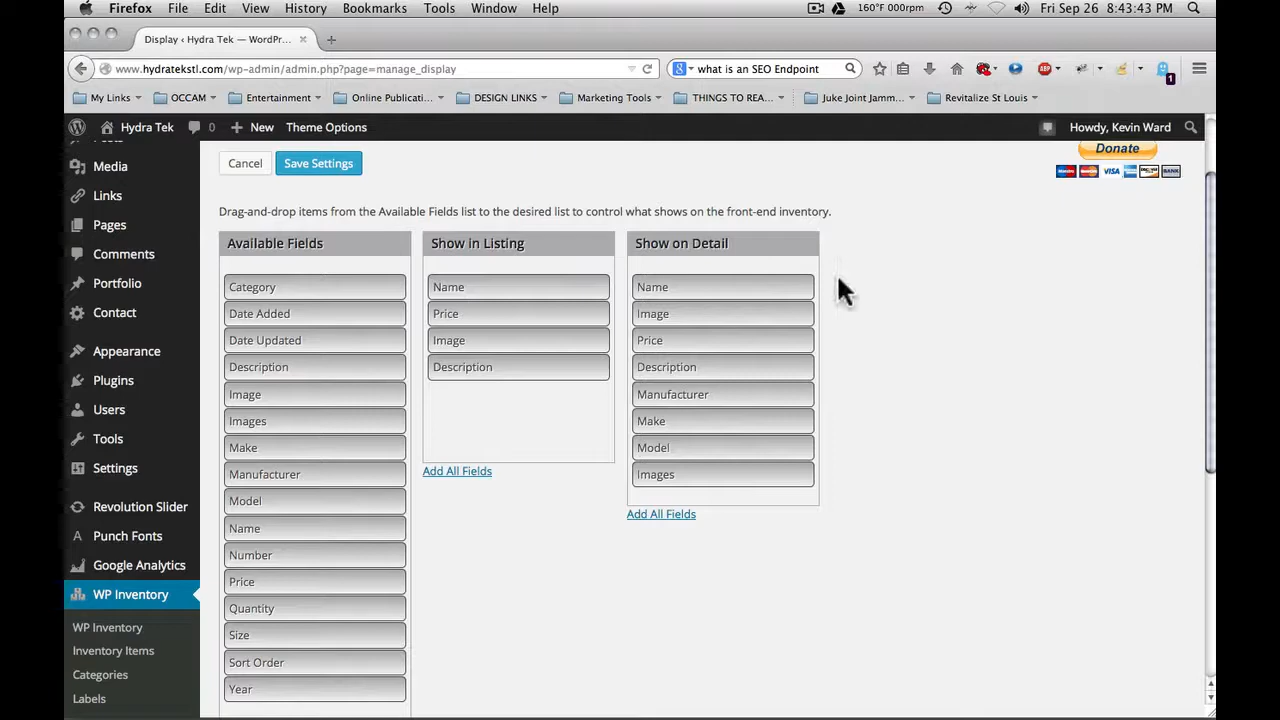 Firefox File Edit View History Bookmarks Tools Window Help 160°F 000rpm Fri Sep 26 8:43:43 PM
Display ‹ Hydra Tek — WordPr...
www.hydratekstl.com/wp-admin/admin.php?page=manage_display what is an SEO Endpoint ABP 1
My Links OCCAM Entertainment Online Publicati... DESIGN LINKS Marketing Tools THINGS TO REA... Juke Joint Jamm... Revitalize St Louis
Hydra Tek 0 New Theme Options Howdy, Kevin Ward
Media
Links
Pages
Comments
Portfolio
Contact
Appearance
Plugins
Users
Tools
Settings
Revolution Slider
Punch Fonts
Google Analytics
WP Inventory
WP Inventory
Inventory Items
Categories
Labels
Cancel Save Settings
Donate
VISA BANK
Drag-and-drop items from the Available Fields list to the desired list to control what shows on the front-end inventory.
Available Fields
Category
Date Added
Date Updated
Description
Image
Images
Make
Manufacturer
Model
Name
Number
Price
Quantity
Size
Sort Order
Year
Show in Listing
Name
Price
Image
Description
Add All Fields
Show on Detail
Name
Image
Price
Description
Manufacturer
Make
Model
Images
Add All Fields